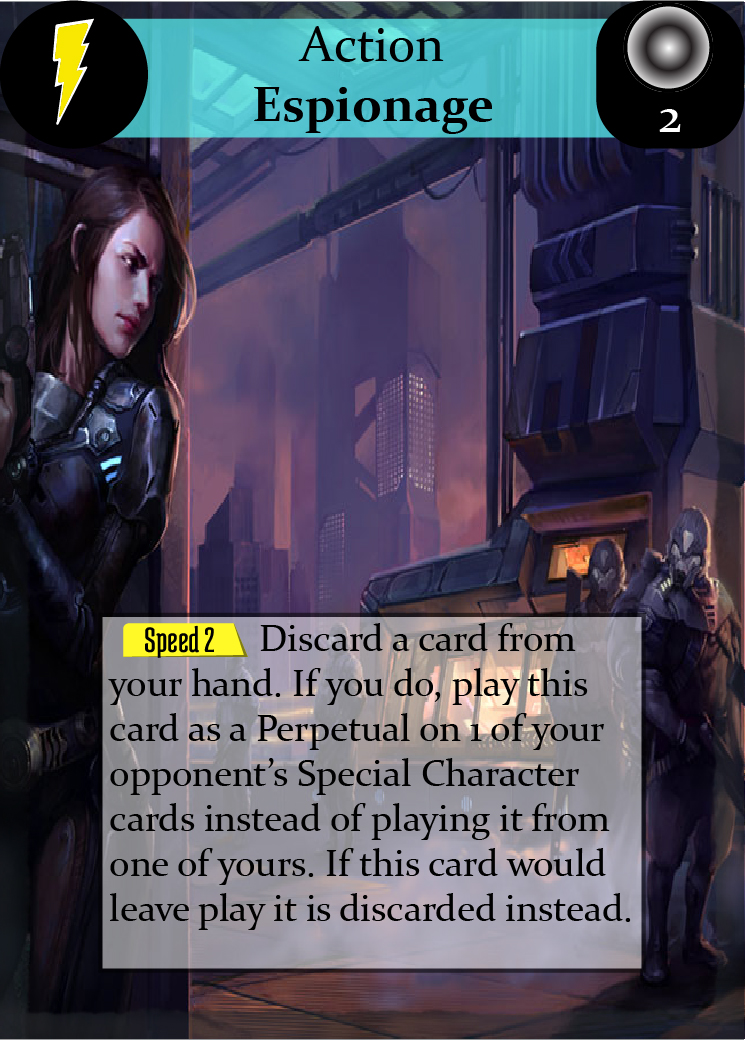 Action
Espionage
2
Speed 2 Discard a card from
your hand. If you do, play this
card as a Perpetual on 1 of your
opponent’s Special Character
cards instead of playing it from
one of yours. If this card would
leave play it is discarded instead.